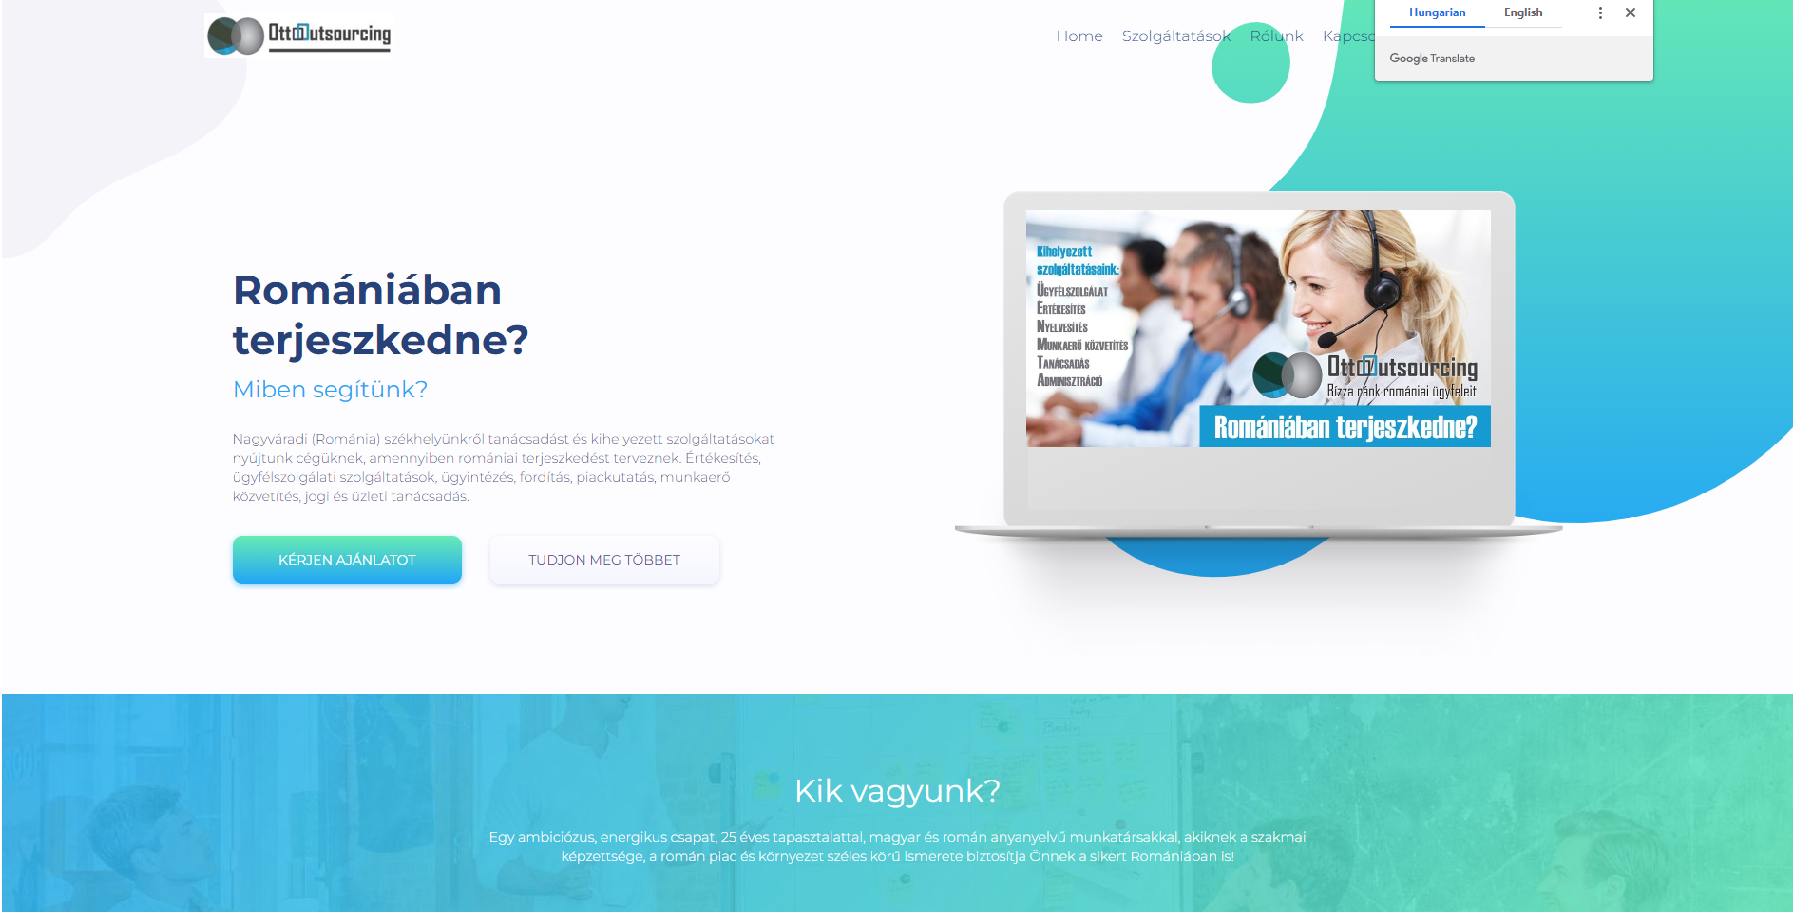 OttoOutsourcing
Home Szolgáltatások Rólunk
Hungarian English
Google Translate
Romániában
terjeszkedne?
Miben segítünk?
Nagyváradi (Románia) székhelyünkről tanácsadást és kihe yezett szolgáltatásokat
nyújtunk cégüknek, amennyiben romániai terjeszkedést terveznek. Értékesítés,
ügyfélszo gálati szolgáltatások, ügyintézés, fordítás, piackutatás, munkaerő
közvetítés, jogi és üzleti tanácsadás.
KÉRJEN AJÁNLATOT
TUDJON MEG TÖBBET
Kihelyezett
szolgáltatásaink:
Ügyfélszolgálat
Értékesítés
Nyelvesítés
Munkaerő közvetítés
Tanácsadás
Adminisztráció
OttoOutsourcing
Bízza ránk romániai ügyfeleit
Romániában terjeszkedne?
Kik vagyunk?
Egy ambiciózus, energikus csapat, 25 éves tapasztalattal, magyar és román anyanyelvű munkatársakkal, akiknek a szakmai
képzettsége, a román piac és környezet széles körű ismerete biztosítja Önnek a sikert Romániában is!